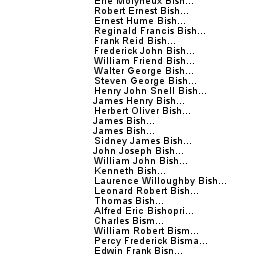 Eric Molyneux Bish...
Robert Ernest Bish...
Ernest Hume Bish...
Reginald Francis Bish...
Frank Reid Bish...
Frederick John Bish...
William Friend Bish...
Walter George Bish...
Steven George Bish...
Henry John Snell Bish...
James Henry Bish...
Herbert Oliver Bish...
James Bish...
James Bish...
Sidney James Bish...
John Joseph Bish...
William John Bish...
Kenneth Bish...
Laurence Willoughby Bish...
Leonard Robert Bish...
Thomas Bish...
Alfred Eric Bishopri...
Charles Bism...
William Robert Bism...
Percy Frederick Bisma...
Edwin Frank Bisn...